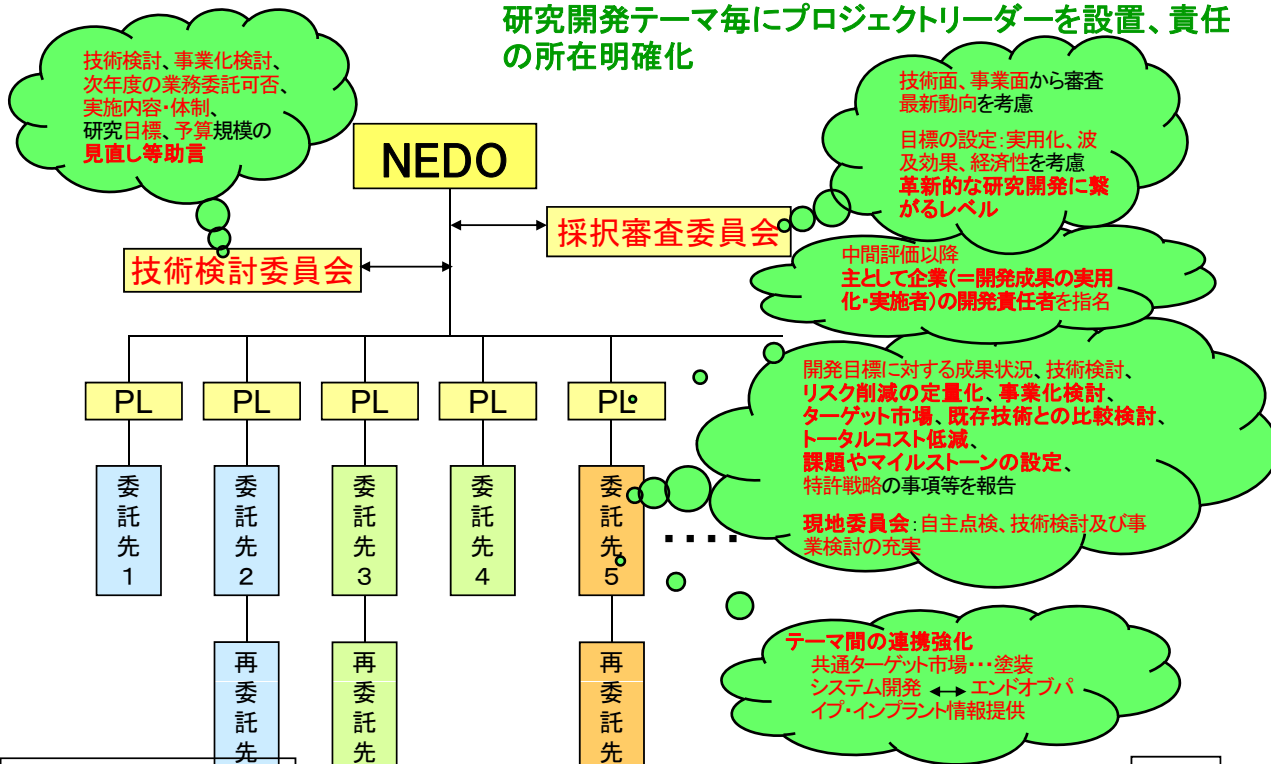 研究開発テーマ毎にプロジェクトリーダーを設置、責任
の所在明確化
技術検討、事業化検討、
次年度の業務委託可否、
実施内容・体制、
研究目標、予算規模の
見直し等助言
技術面、事業面から審査
最新動向を考慮
目標の設定：実用化、波
及効果、経済性を考慮
革新的な研究開発に繋
がるレベル
NEDO
採択審査委員会
技術検討委員会
中間評価以降
主として企業(＝開発成果の実用
化・実施者)の開発責任者を指名
開発目標に対する成果状況、技術検討、
リスク削減の定量化、事業化検討、
ターゲット市場、既存技術との比較検討、
トータルコスト低減、
課題やマイルストーンの設定、
特許戦略の事項等を報告
現地委員会：自主点検、技術検討及び事
業検討の充実
PL
PL
PL
PL
PL
委託先1
委託先2
委託先3
委託先4
委託先5
‥‥
再委託先
再委託先
再委託先
テーマ間の連携強化
共通ターゲット市場・・・塗装
システム開発 ↔ エンドオブパ
イプ・インプラント情報提供